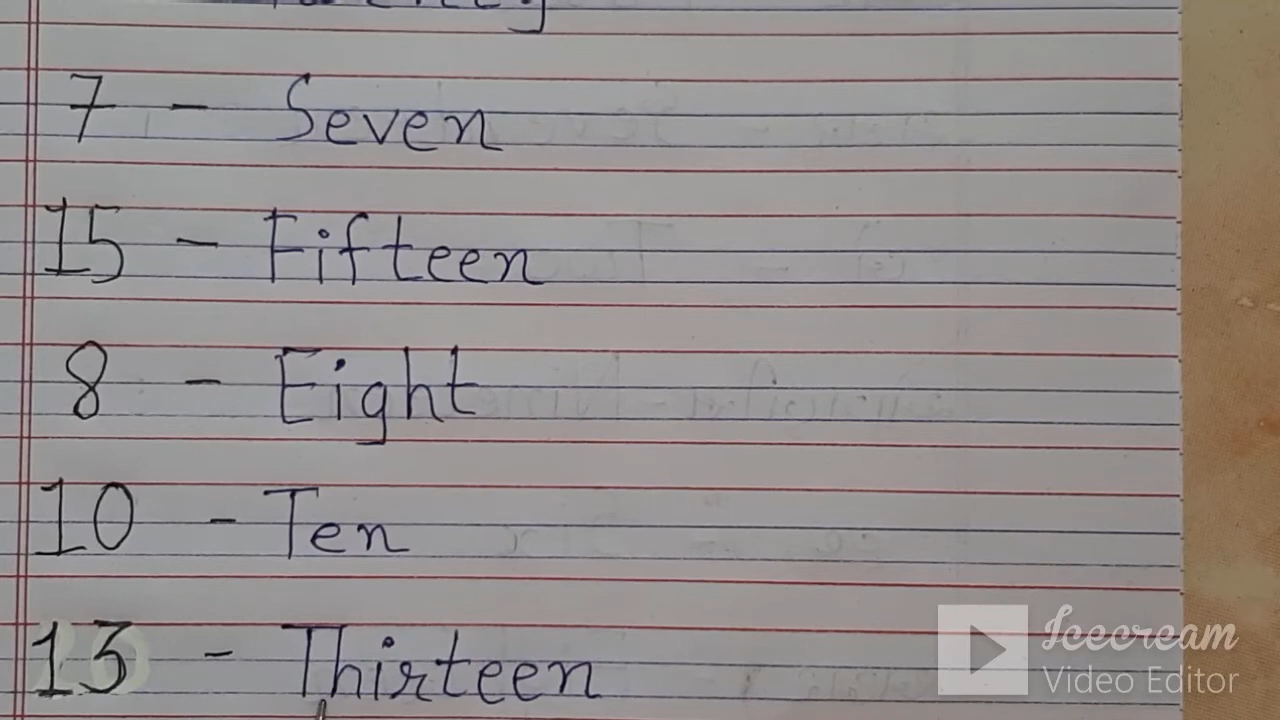 7 - Seven
15 - Fifteen
8 - Eight
10 - Ten
13 - Thirteen
Icecream
Video Editor